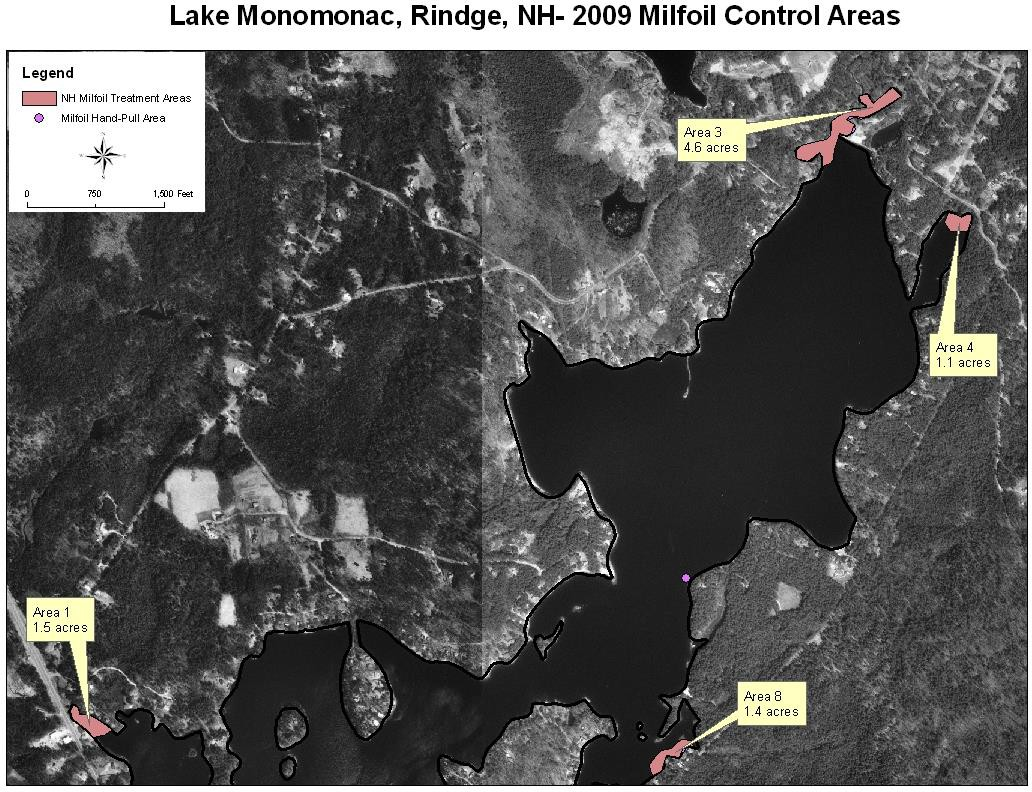 Lake Monomonac, Rindge, NH- 2009 Milfoil Control Areas
Legend
NH Milfoil Treatment Areas
Milfoil Hand-Pull Area
N
W E
S
0 750 1,500 Feet
Area 3
4.6 acres
Area 4
1.1 acres
Area 1
1.5 acres
Area 8
1.4 acres